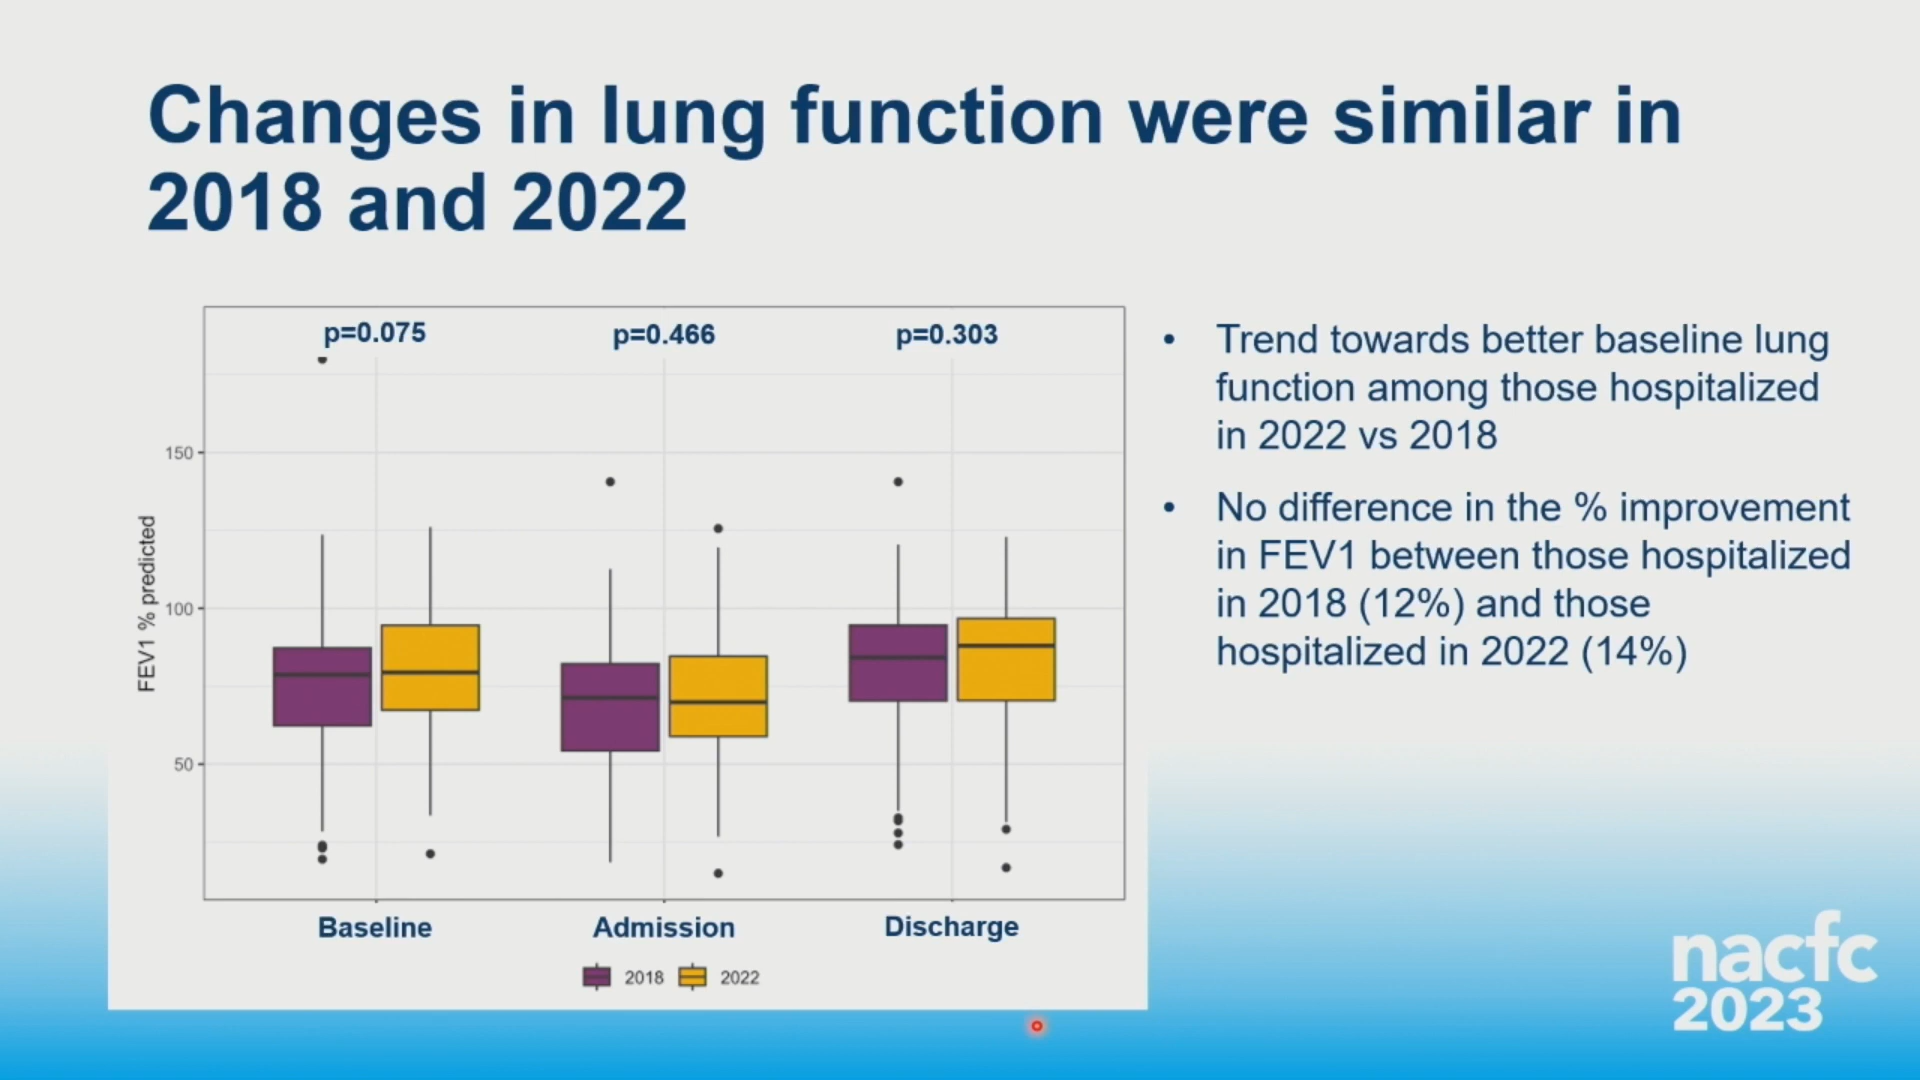 Changes in lung function were similar in
2018 and 2022
p=0.075
p=0.466
p=0.303
150
100
50
FEV1 % predicted
Baseline
Admission
Discharge
2018
2022
• Trend towards better baseline lung
function among those hospitalized
in 2022 vs 2018
• No difference in the % improvement
in FEV1 between those hospitalized
in 2018 (12%) and those
hospitalized in 2022 (14%)
nacfc
2023